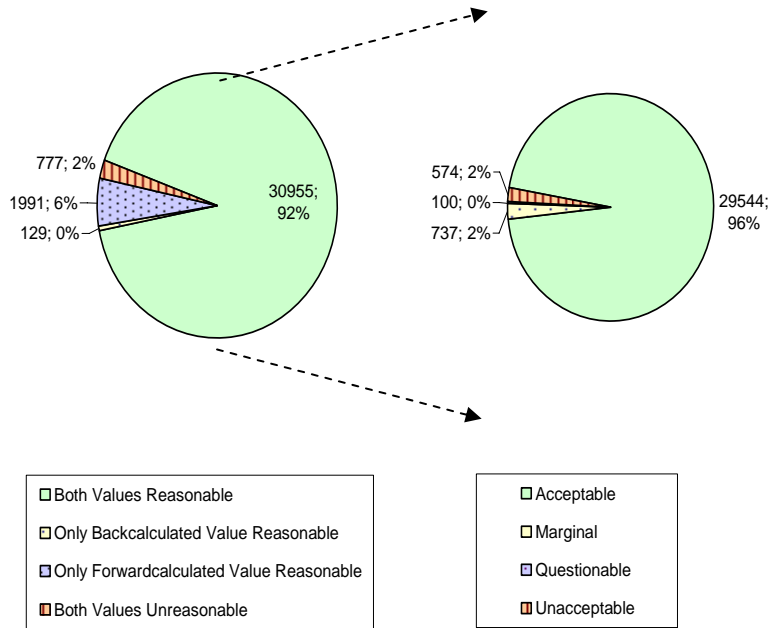 777; 2%
1991; 6%
129; 0%
30955;
92%
574; 2%
100; 0%
737; 2%
29544;
96%
Both Values Reasonable
Only Backcalculated Value Reasonable
Only Forwardcalculated Value Reasonable
Both Values Unreasonable
Acceptable
Marginal
Questionable
Unacceptable